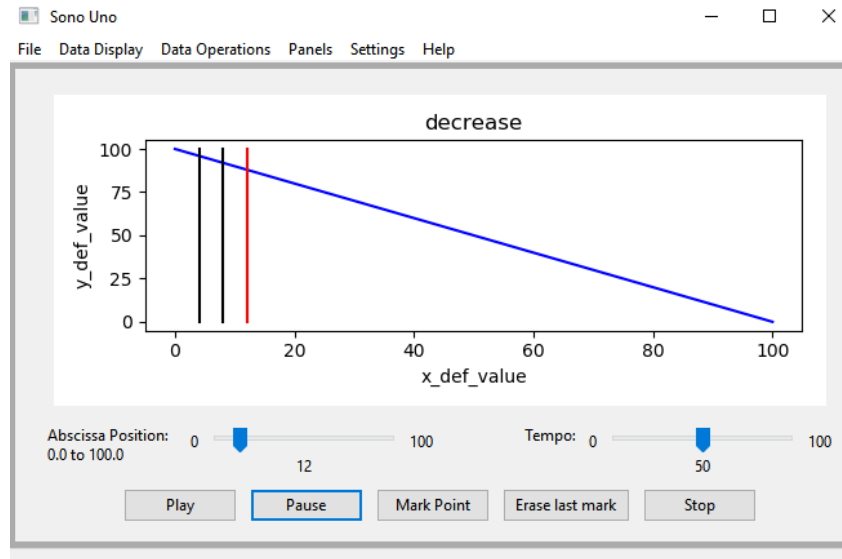 Sono Uno
File Data Display Data Operations Panels Settings Help
decrease
100
75
50
25
0
y_def_value
0 20 40 60 80 100
x_def_value
Abscissa Position: 0 100 Tempo: 0 100
0.0 to 100.0
12 50
Play Pause Mark Point Erase last mark Stop